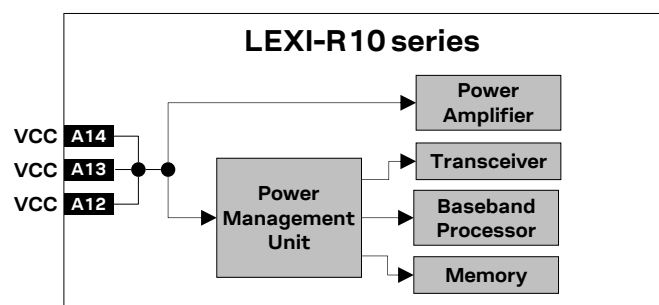 LEXI-R10 series
Power
Amplifier
VCC A14
VCC A13
VCC A12
Transceiver
Power
Management
Unit
Baseband
Processor
Memory